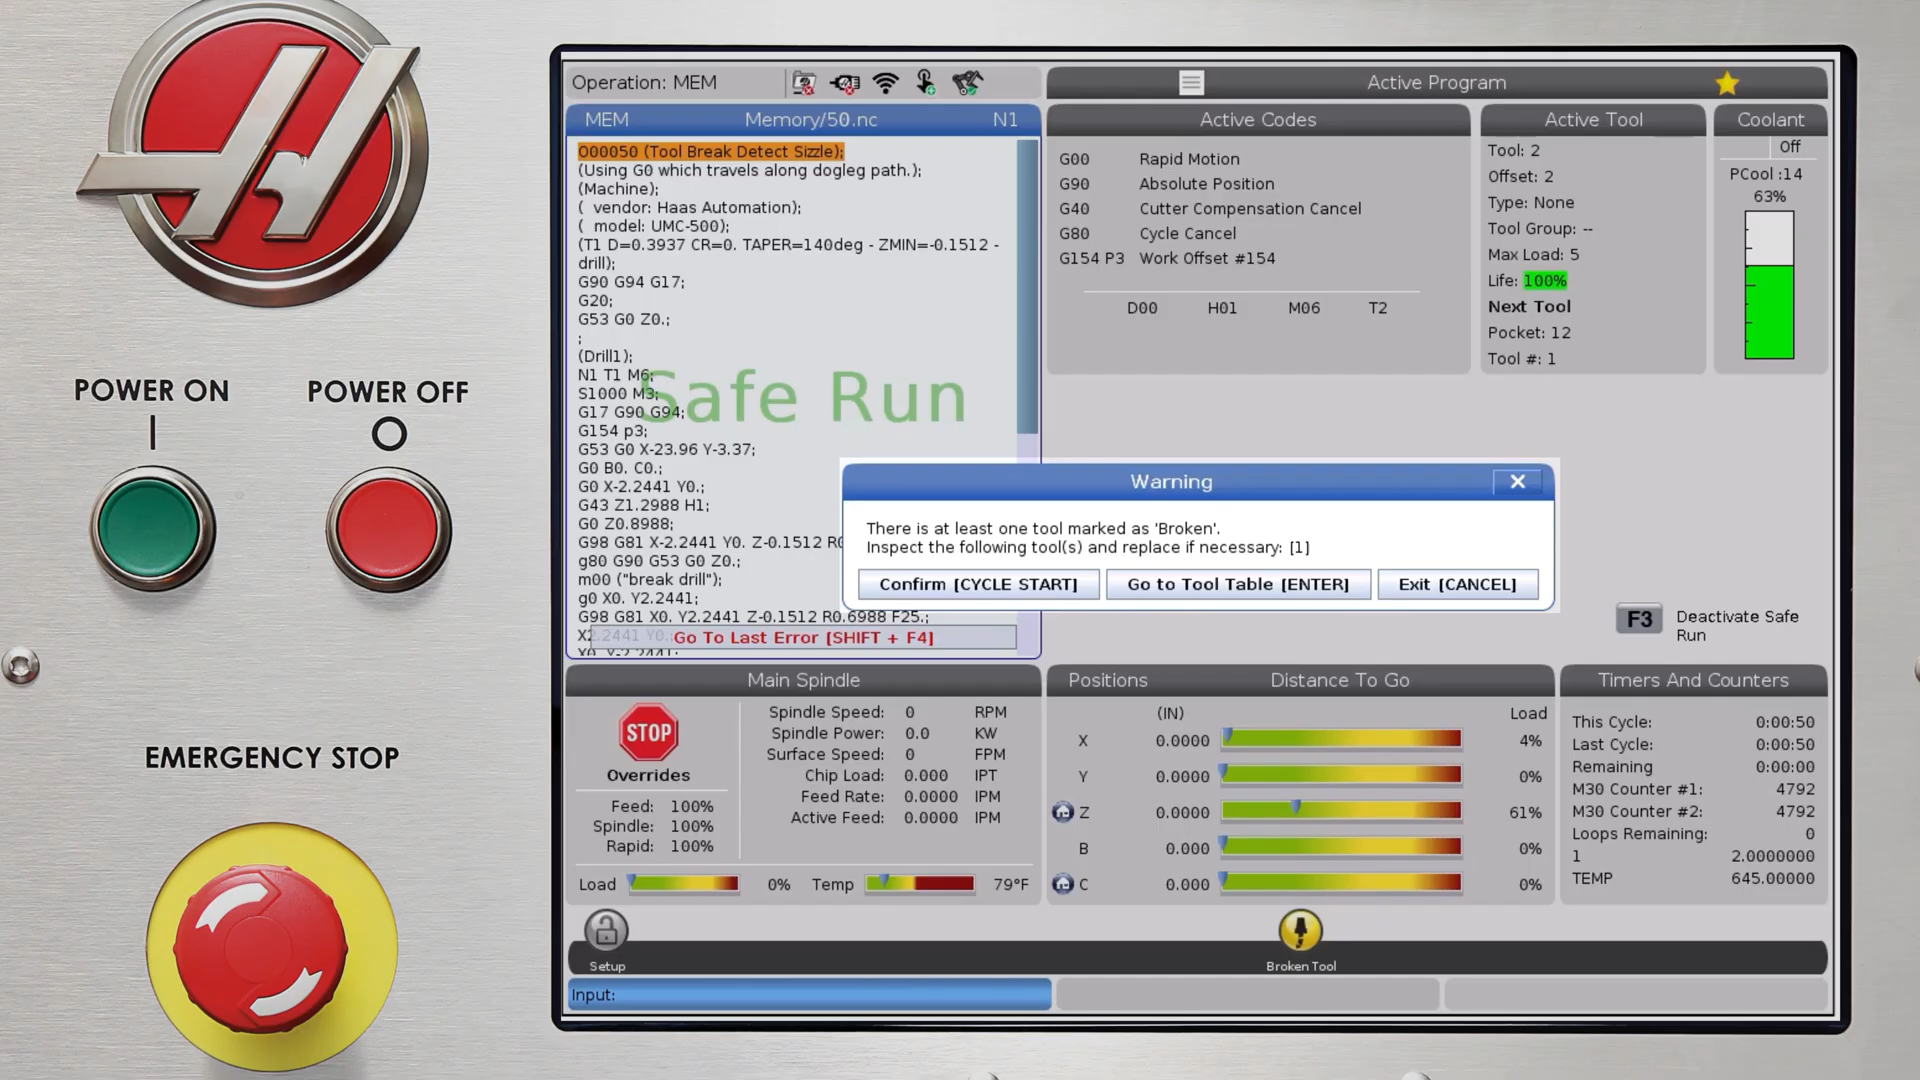 POWER ON
POWER OFF
EMERGENCY STOP
Operation: MEM
MEM Memory/50.nc N1
O00050 (Tool Break Detect Sizzle);
(Using G0 which travels along dogleg path.);
(Machine);
( vendor: Haas Automation);
( model: UMC-500);
(T1 D=0.3937 CR=0. TAPER=140deg - ZMIN=-0.1512 -
drill);
G90 G94 G17;
G20;
G53 G0 Z0.;
;
(Drill1);
N1 T1 M6;
S1000 M3;
G17 G90 G94;
G154 p3;
G53 G0 X-23.96 Y-3.37;
G0 B0. C0.;
G0 X-2.2441 Y0.;
G43 Z1.2988 H1;
G0 Z0.8988;
G98 G81 X-2.2441 Y0. Z-0.1512 R0
g80 G90 G53 G0 Z0.;
m00 ("break drill");
g0 X0. Y2.2441;
G98 G81 X0. Y2.2441 Z-0.1512 R0.6988 F25.;
X2.2441 Y0.;
X0. Y-2.2441;
Safe Run
Go To Last Error [SHIFT + F4]
Active Program
Active Codes
G00 Rapid Motion
G90 Absolute Position
G40 Cutter Compensation Cancel
G80 Cycle Cancel
G154 P3 Work Offset #154
D00 H01 M06 T2
Active Tool
Tool: 2
Offset: 2
Type: None
Tool Group: --
Max Load: 5
Life: 100%
Next Tool
Pocket: 12
Tool #: 1
Coolant
Off
PCool :14
63%
Warning
There is at least one tool marked as 'Broken'.
Inspect the following tool(s) and replace if necessary: [1]
Confirm [CYCLE START] Go to Tool Table [ENTER] Exit [CANCEL]
F3 Deactivate Safe
Run
Main Spindle
STOP
Overrides
Feed: 100%
Spindle: 100%
Rapid: 100%
Spindle Speed: 0 RPM
Spindle Power: 0.0 KW
Surface Speed: 0 FPM
Chip Load: 0.000 IPT
Feed Rate: 0.0000 IPM
Active Feed: 0.0000 IPM
Load 0% Temp 79°F
Positions Distance To Go
(IN) Load
X 0.0000 4%
Y 0.0000 0%
Z 0.0000 61%
B 0.000 0%
C 0.000 0%
Timers And Counters
This Cycle: 0:00:50
Last Cycle: 0:00:50
Remaining 0:00:00
M30 Counter #1: 4792
M30 Counter #2: 4792
Loops Remaining: 0
1 2.0000000
TEMP 645.00000
Setup
Broken Tool
Input: